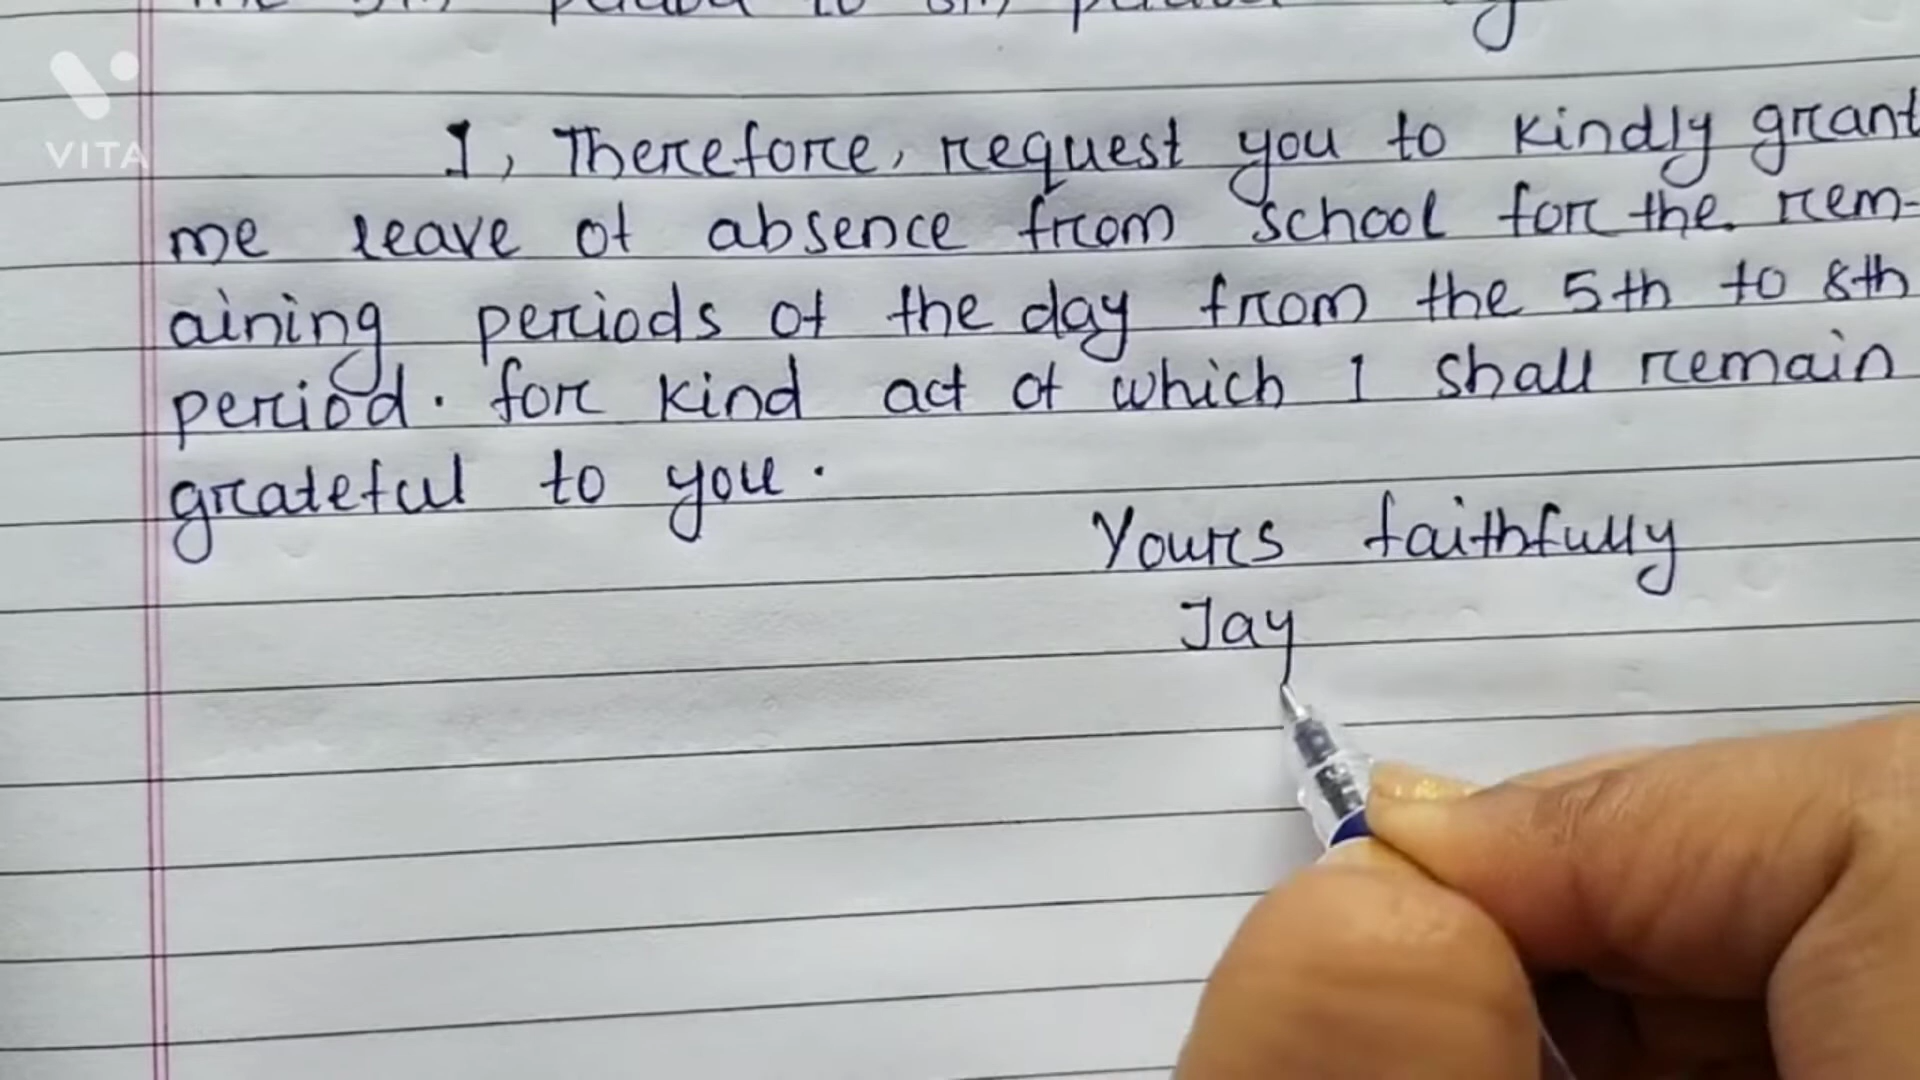 VITA
I, Therefore, request you to kindly grant
me leave of absence from school for the rem-
aining periods of the day from the 5th to 8th
period. for kind act of which I shall remain
grateful to you.
Yours faithfully
Jay